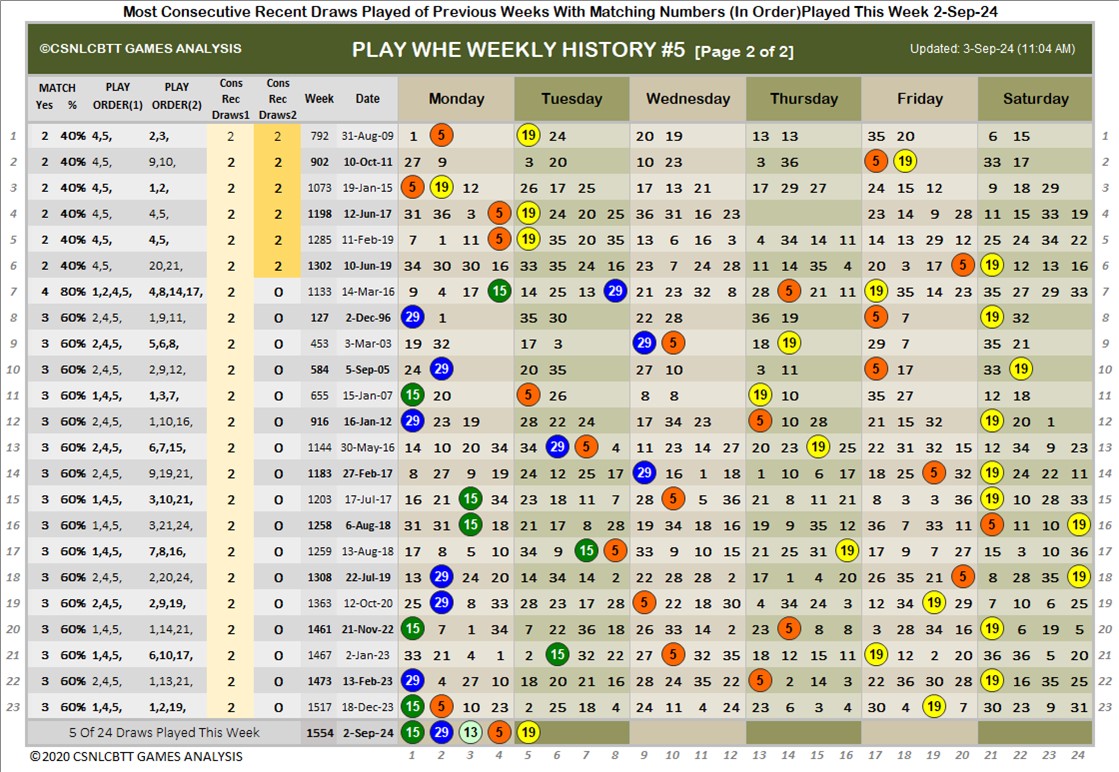 Most Consecutive Recent Draws Played of Previous Weeks With Matching Numbers (In Order)Played This Week 2-Sep-24
©CSNLCBTT GAMES ANALYSIS PLAY WHE WEEKLY HISTORY #5 [Page 2 of 2] Updated: 3-Sep-24 (11:04 AM)
MATCH Yes % PLAY ORDER(1) PLAY ORDER(2) Cons Rec Draws1 Cons Rec Draws2 Week Date Monday Tuesday Wednesday Thursday Friday Saturday
1 2 40% 4,5, 2,3, 2 2 792 31-Aug-09 1 5 19 24 20 19 13 13 35 20 6 15 1
2 2 40% 4,5, 9,10, 2 2 902 10-Oct-11 27 9 3 20 10 23 3 36 5 19 33 17 2
3 2 40% 4,5, 1,2, 2 2 1073 19-Jan-15 5 19 12 26 17 25 17 13 21 17 29 27 24 15 12 9 18 29 3
4 2 40% 4,5, 4,5, 2 2 1198 12-Jun-17 31 36 3 5 19 24 20 25 36 31 16 23 23 14 9 28 11 15 33 19 4
5 2 40% 4,5, 4,5, 2 2 1285 11-Feb-19 7 1 11 5 19 35 20 35 13 6 16 3 4 34 14 11 14 13 29 12 25 24 34 22 5
6 2 40% 4,5, 20,21, 2 2 1302 10-Jun-19 34 30 30 16 33 35 24 16 23 7 24 28 11 14 35 4 20 3 17 5 19 12 13 16 6
7 4 80% 1,2,4,5, 4,8,14,17, 2 0 1133 14-Mar-16 9 4 17 15 14 25 13 29 21 23 32 8 28 5 21 11 19 35 14 23 35 27 29 33 7
8 3 60% 2,4,5, 1,9,11, 2 0 127 2-Dec-96 29 1 35 30 22 28 36 19 5 7 19 32 8
9 3 60% 2,4,5, 5,6,8, 2 0 453 3-Mar-03 19 32 17 3 29 5 18 19 29 7 35 21 9
10 3 60% 2,4,5, 2,9,12, 2 0 584 5-Sep-05 24 29 20 35 27 10 3 11 5 17 33 19 10
11 3 60% 1,4,5, 1,3,7, 2 0 655 15-Jan-07 15 20 5 26 8 8 19 10 35 27 12 18 11
12 3 60% 2,4,5, 1,10,16, 2 0 916 16-Jan-12 29 23 19 28 22 24 17 34 23 5 10 28 21 15 32 19 20 1 12
13 3 60% 2,4,5, 6,7,15, 2 0 1144 30-May-16 14 10 20 34 34 29 5 4 11 23 14 27 20 23 19 25 22 31 32 15 12 34 9 23 13
14 3 60% 2,4,5, 9,19,21, 2 0 1183 27-Feb-17 8 27 9 19 24 12 25 17 29 16 1 18 1 10 6 17 18 25 5 32 19 24 22 11 14
15 3 60% 1,4,5, 3,10,21, 2 0 1203 17-Jul-17 16 21 15 34 23 18 11 7 28 5 5 36 21 8 11 21 8 3 3 36 19 10 28 33 15
16 3 60% 1,4,5, 3,21,24, 2 0 1258 6-Aug-18 31 31 15 18 21 17 8 28 19 34 18 16 19 9 35 12 36 7 33 11 5 11 10 19 16
17 3 60% 1,4,5, 7,8,16, 2 0 1259 13-Aug-18 17 8 5 10 34 9 15 5 33 9 10 15 21 25 31 19 17 9 7 27 15 3 10 36 17
18 3 60% 2,4,5, 2,20,24, 2 0 1308 22-Jul-19 13 29 24 20 14 34 14 2 22 28 28 2 17 1 4 20 26 35 21 5 8 28 35 19 18
19 3 60% 2,4,5, 2,9,19, 2 0 1363 12-Oct-20 25 29 8 33 28 23 17 28 5 22 18 30 4 34 24 3 12 34 19 29 7 10 6 25 19
20 3 60% 1,4,5, 1,14,21, 2 0 1461 21-Nov-22 15 7 1 34 7 22 36 18 26 33 14 2 23 5 8 8 3 28 34 16 19 6 19 5 20
21 3 60% 1,4,5, 6,10,17, 2 0 1467 2-Jan-23 33 21 4 1 2 15 32 22 27 5 32 35 18 12 15 11 19 12 2 20 36 36 5 20 21
22 3 60% 2,4,5, 1,13,21, 2 0 1473 13-Feb-23 29 4 27 10 18 20 21 16 28 24 35 22 5 2 14 3 22 36 30 28 19 16 35 25 22
23 3 60% 1,4,5, 1,2,19, 2 0 1517 18-Dec-23 15 5 10 23 2 25 18 4 24 11 4 24 23 6 3 4 30 4 19 7 30 23 9 31 23
5 Of 24 Draws Played This Week 1554 2-Sep-24 15 29 13 5 19
©2020 CSNLCBTT GAMES ANALYSIS 1 2 3 4 5 6 7 8 9 10 11 12 13 14 15 16 17 18 19 20 21 22 23 24